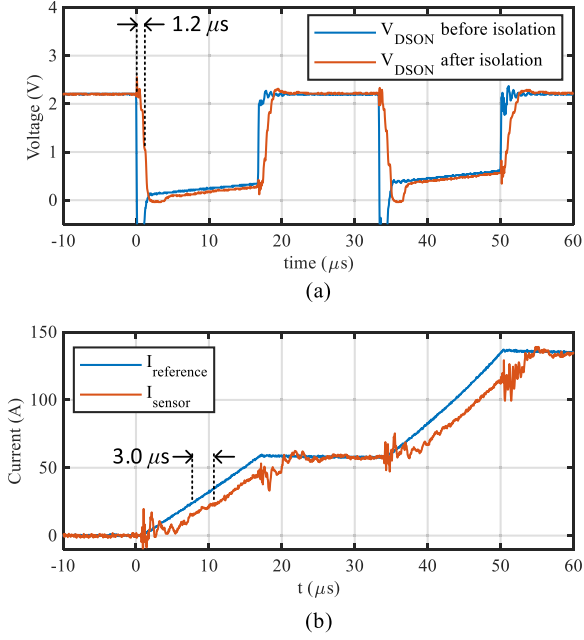 (a)
1.2 μs
V_DSON before isolation
V_DSON after isolation
Voltage (V)
4
3
2
1
0
-10 0 10 20 30 40 50 60
time (μs)
(a)
150
I_reference
I_sensor
3.0 μs
Current (A)
100
50
0
-10 0 10 20 30 40 50 60
t (μs)
(b)